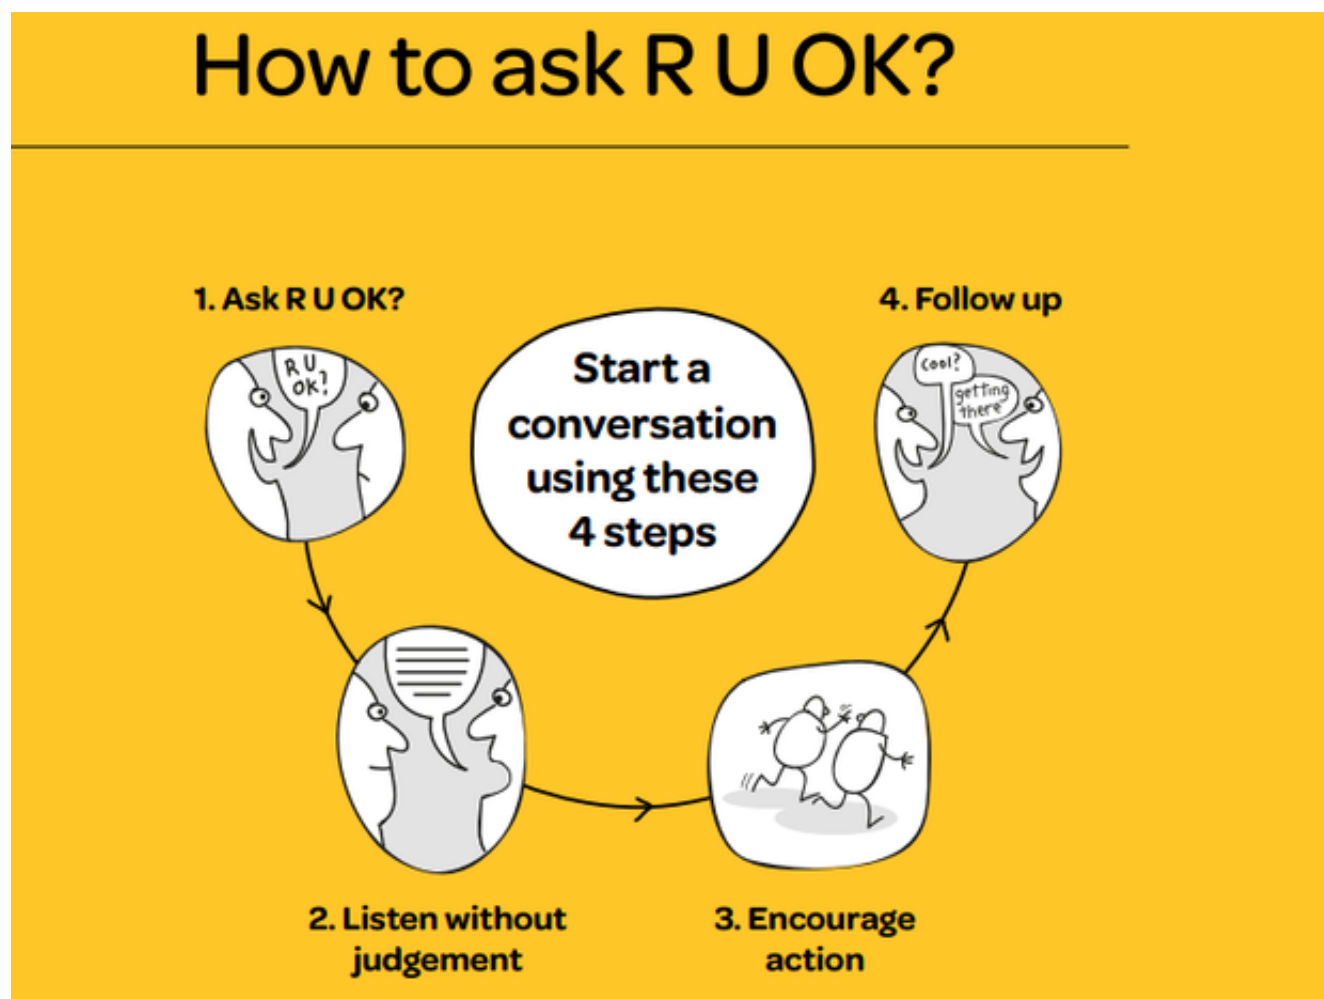 How to ask R U OK?
1. Ask R U OK?
R U
OK?
Start a
conversation
using these
4 steps
4. Follow up
Cool?
getting
there
2. Listen without
judgement
3. Encourage
action